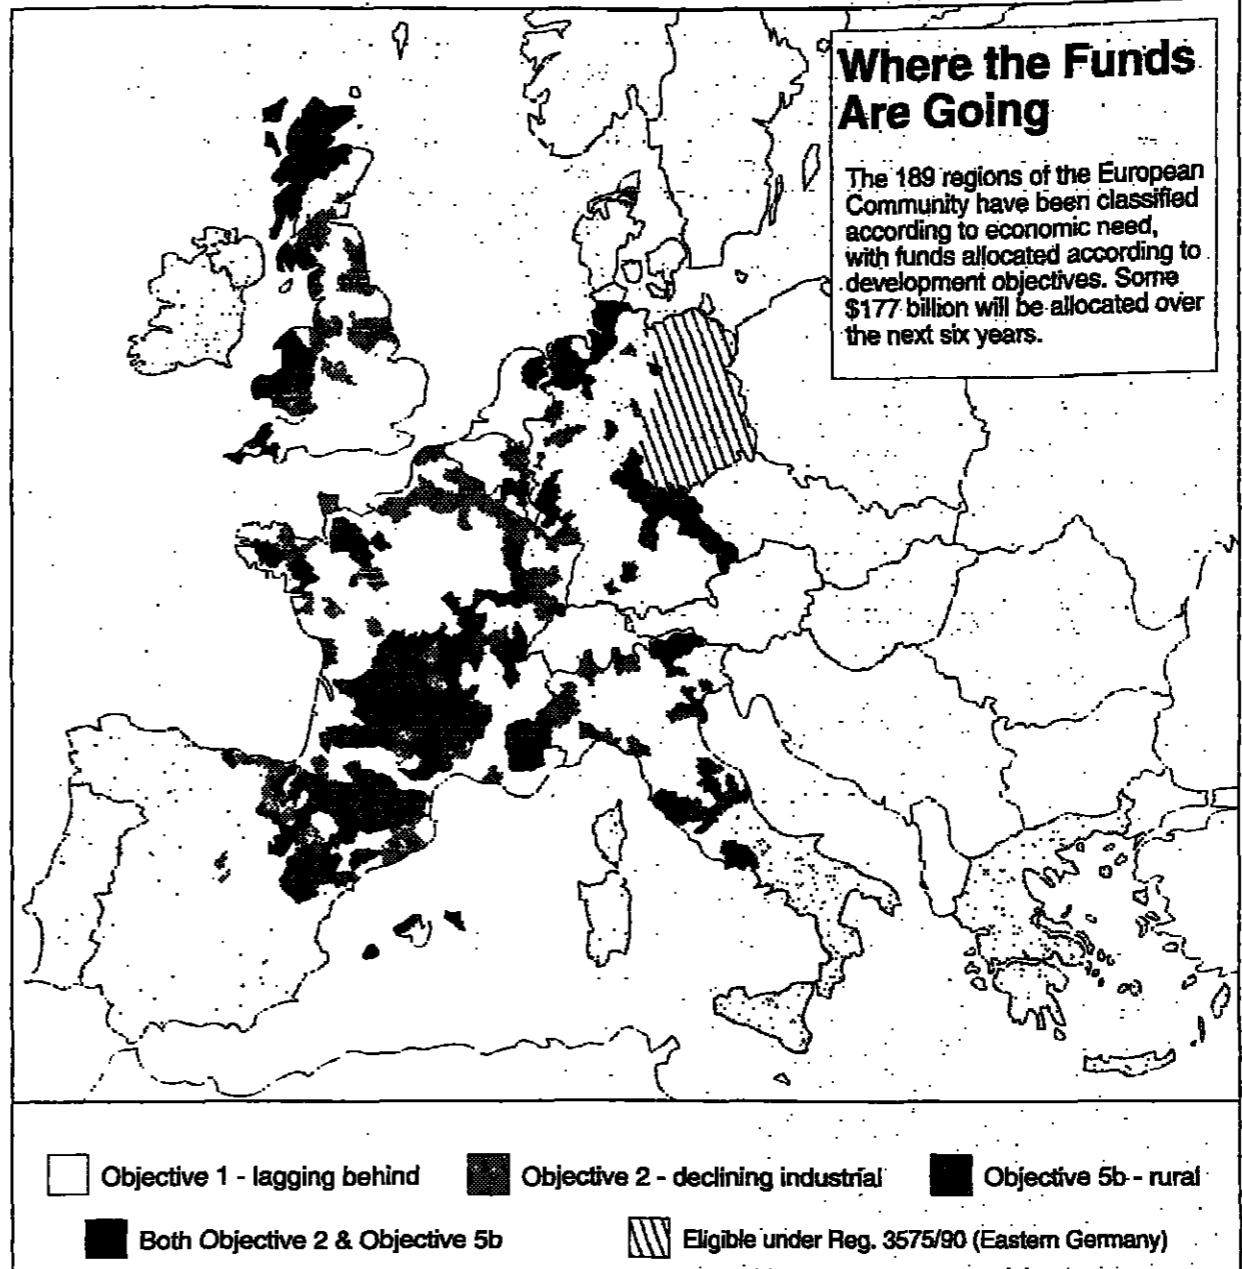 Where the Funds
Are Going
The 189 regions of the European
Community have been classified
according to economic need,
with funds allocated according to
development objectives. Some
$177 billion will be allocated over
the next six years.
Objective 1 - lagging behind
Objective 2 - declining industrial
Objective 5b - rural
Both Objective 2 & Objective 5b
Eligible under Reg. 3575/90 (Eastern Germany)